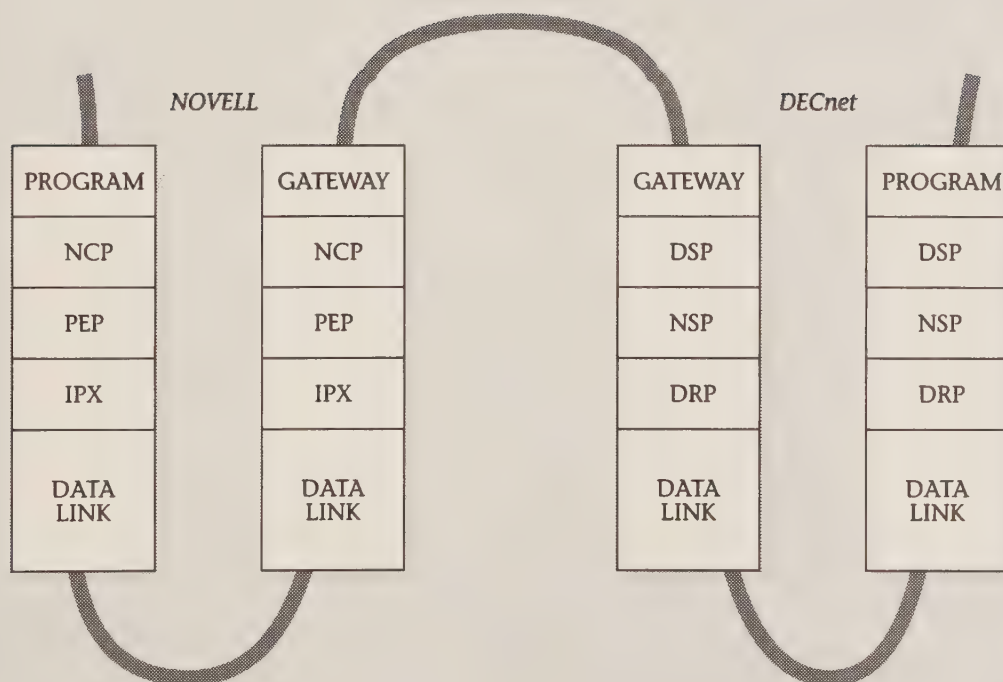 NOVELL
DECnet
PROGRAM
NCP
PEP
IPX
DATA
LINK
GATEWAY
NCP
PEP
IPX
DATA
LINK
GATEWAY
DSP
NSP
DRP
DATA
LINK
PROGRAM
DSP
NSP
DRP
DATA
LINK